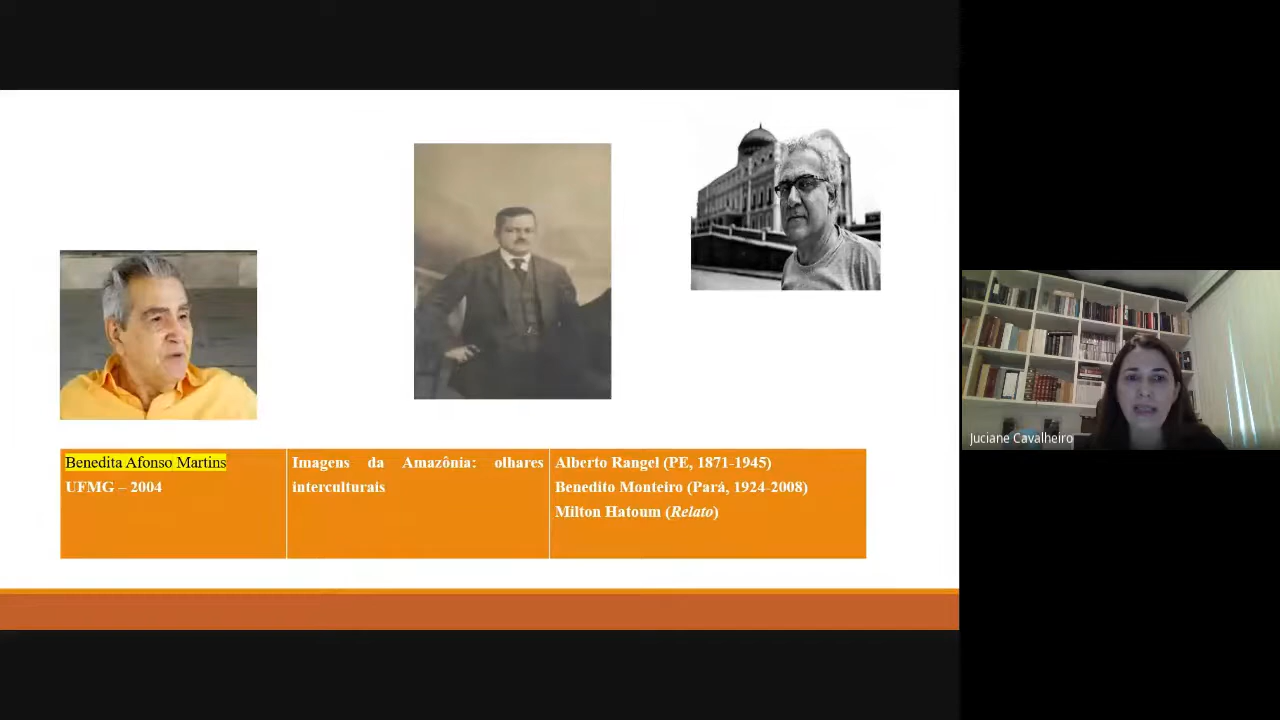 Benedita Afonso Martins
UFMG – 2004
Imagens da Amazônia: olhares
interculturais
Alberto Rangel (PE, 1871-1945)
Benedito Monteiro (Pará, 1924-2008)
Milton Hatoum (Relato)
Juciane Cavalheiro